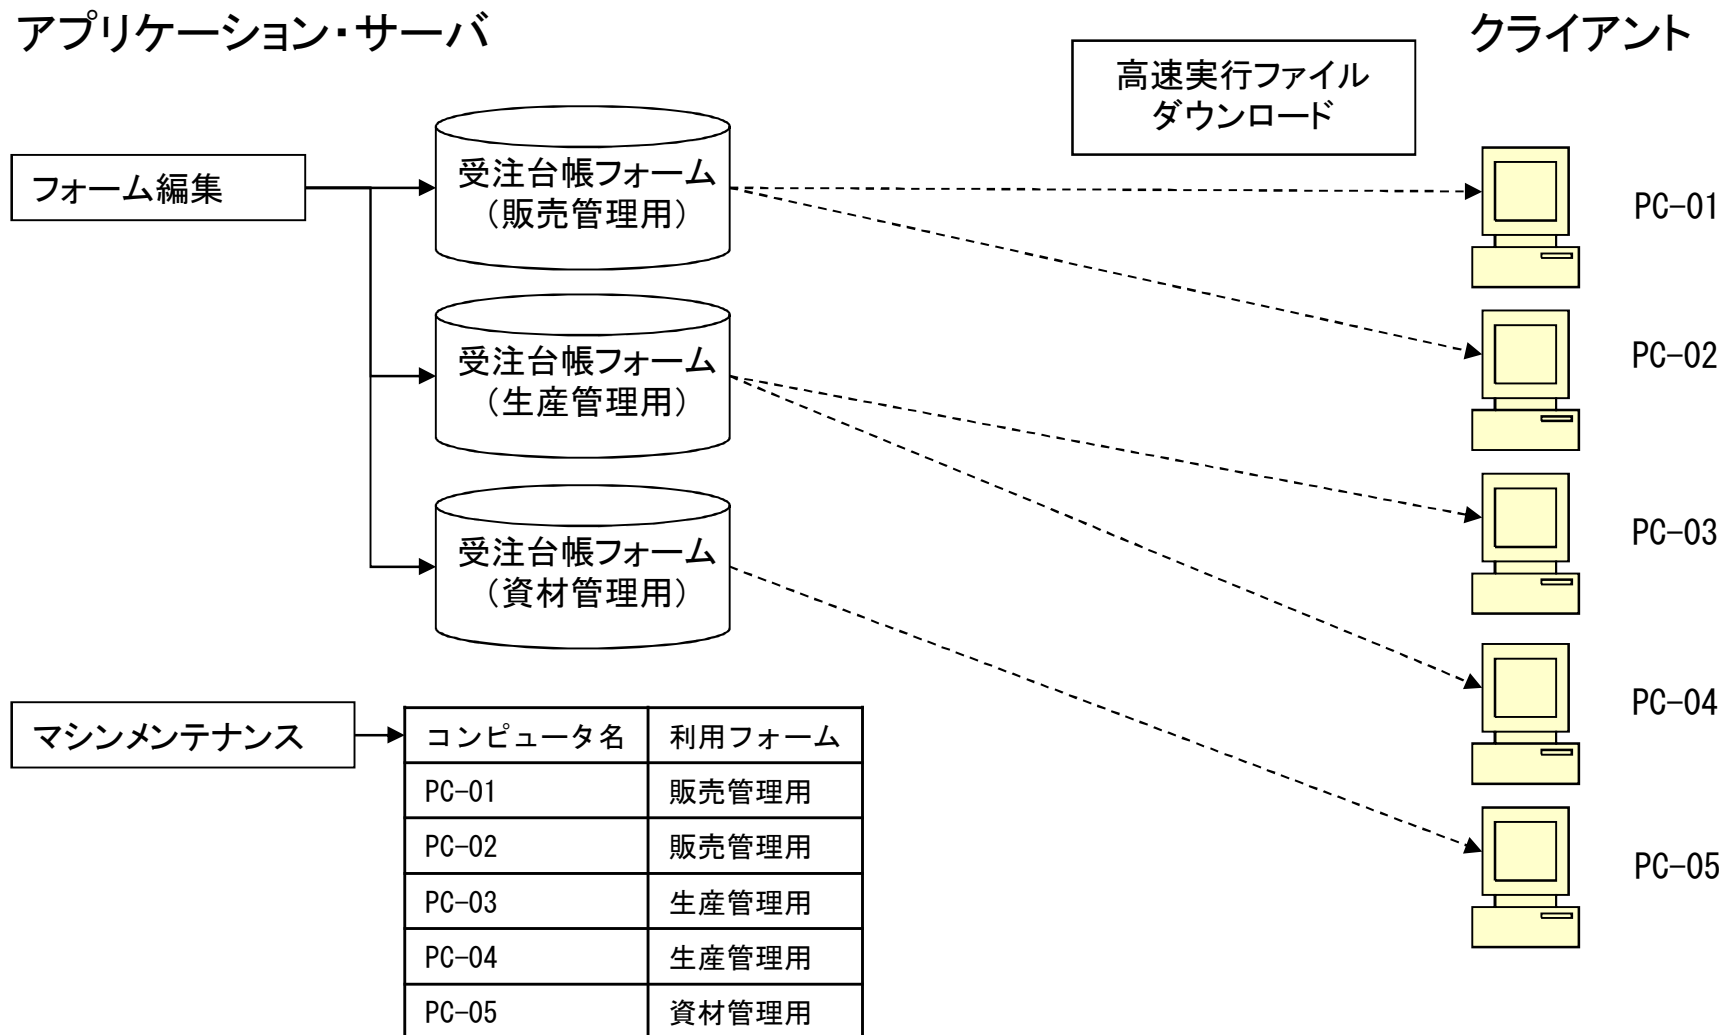 アプリケーション・サーバ
クライアント
高速実行ファイル
ダウンロード
フォーム編集
受注台帳フォーム
（販売管理用）
PC-01
受注台帳フォーム
（生産管理用）
PC-02
受注台帳フォーム
（資材管理用）
PC-03
PC-04
PC-05
マシンメンテナンス
コンピュータ名 利用フォーム
PC-01 販売管理用
PC-02 販売管理用
PC-03 生産管理用
PC-04 生産管理用
PC-05 資材管理用